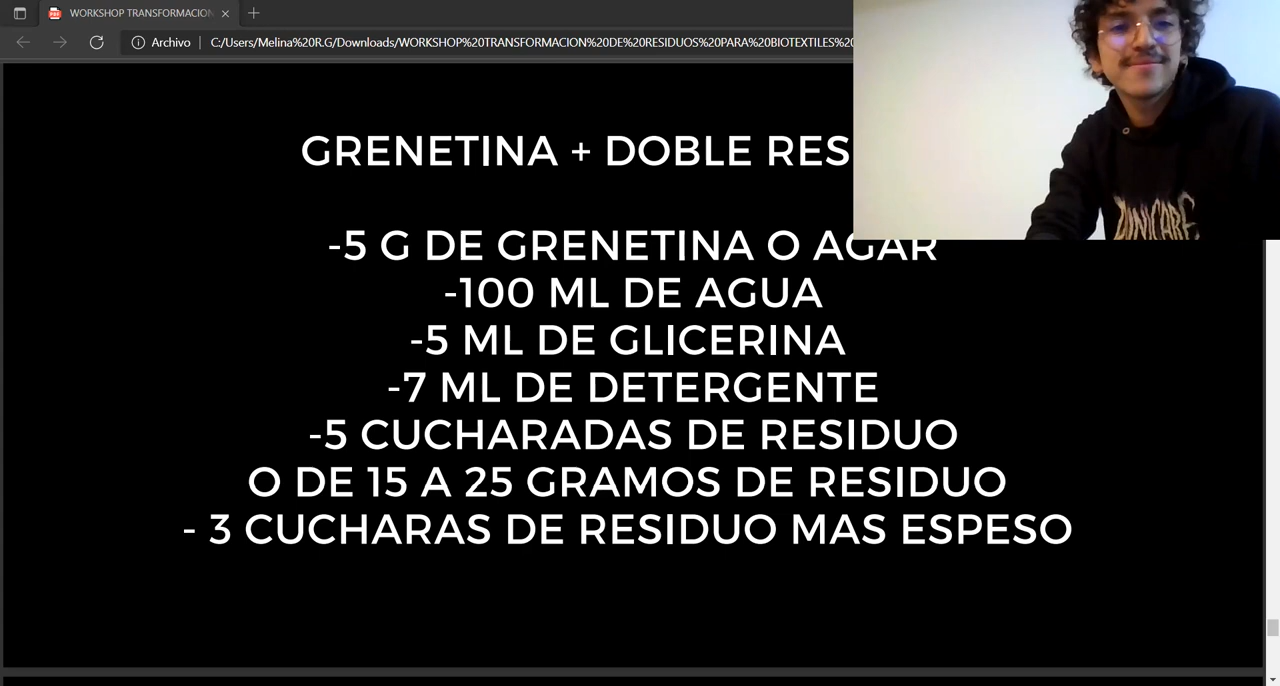 WORKSHOP TRANSFORMACION
Archivo
C:/Users/Melina%20R.G/Downloads/WORKSHOP%20TRANSFORMACION%20DE%20RESIDUOS%20PARA%20BIOTEXTILES%20
GRENETINA + DOBLE RES
-5 G DE GRENETINA O AGAR
-100 ML DE AGUA
-5 ML DE GLICERINA
-7 ML DE DETERGENTE
-5 CUCHARADAS DE RESIDUO
O DE 15 A 25 GRAMOS DE RESIDUO
- 3 CUCHARAS DE RESIDUO MAS ESPESO